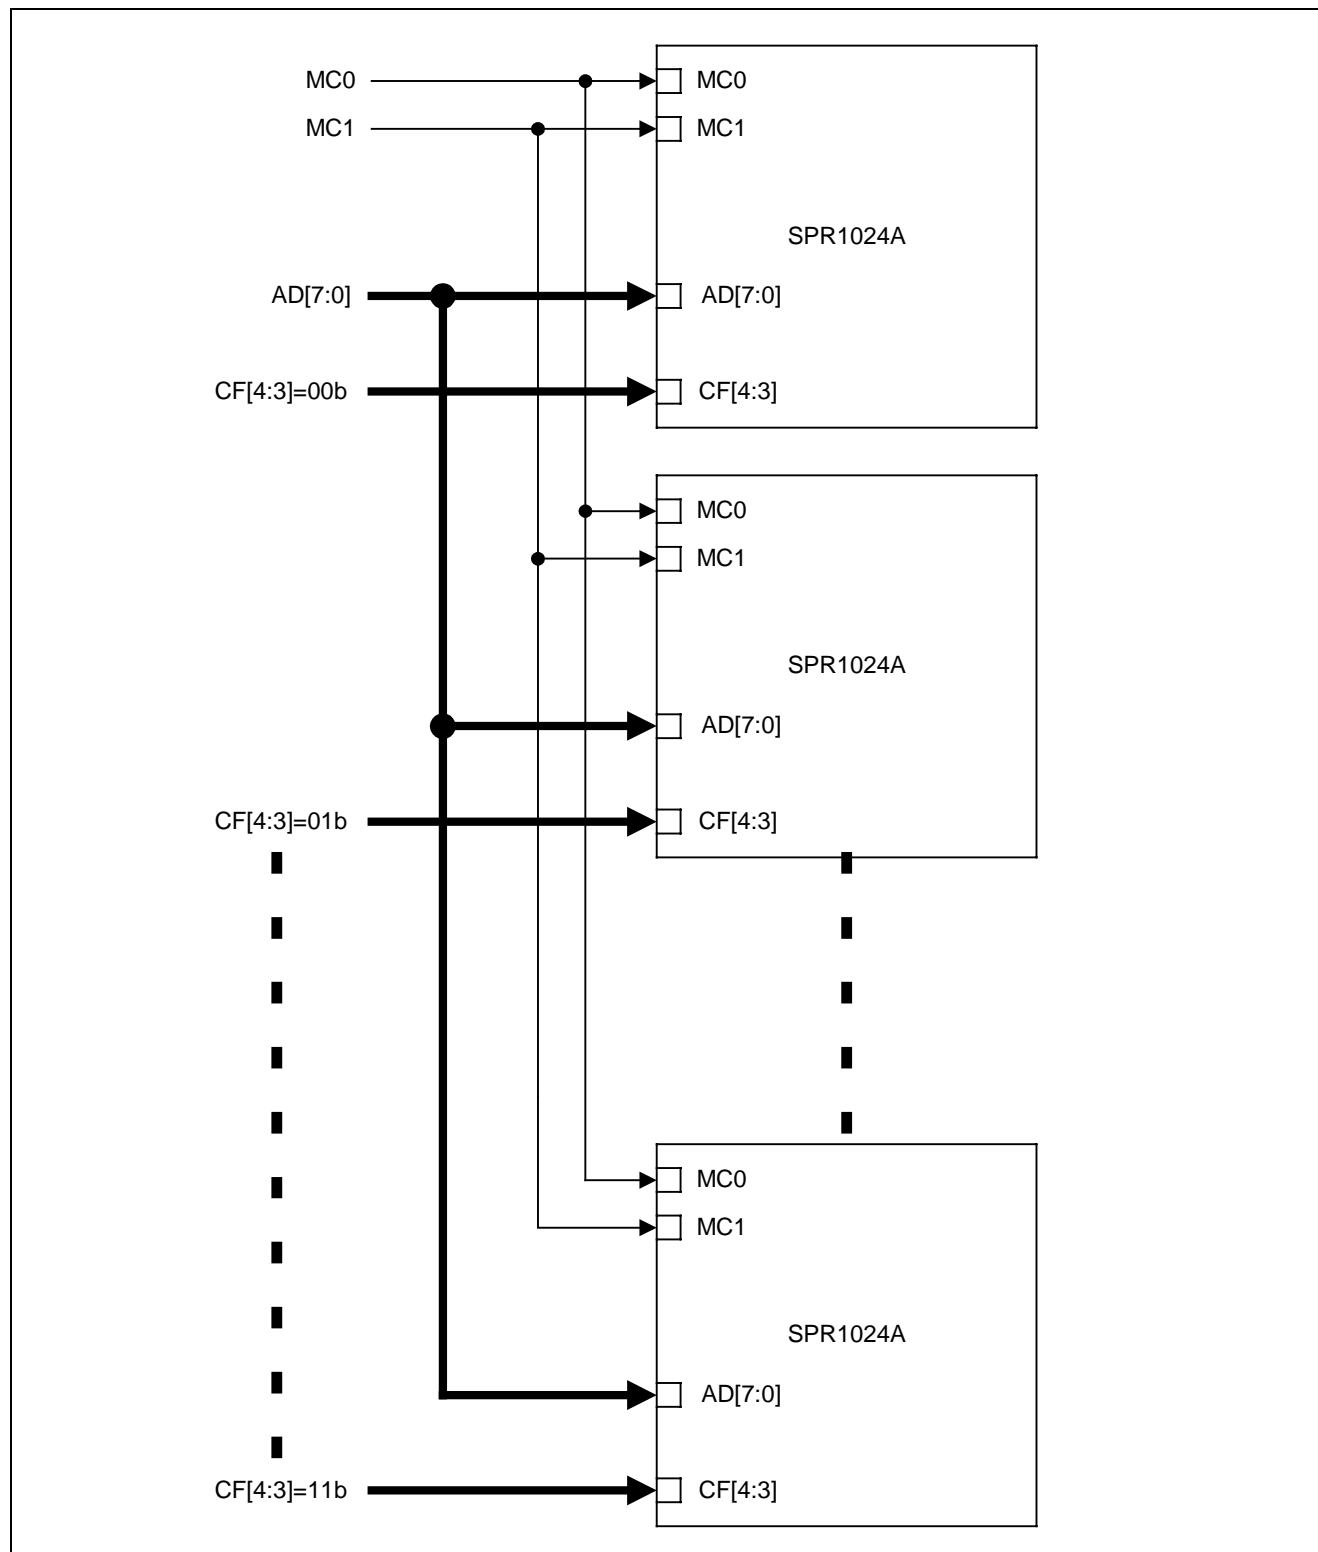 MC0
MC0
MC1
MC1
SPR1024A
AD[7:0]
AD[7:0]
CF[4:3]=00b
CF[4:3]
MC0
MC1
SPR1024A
AD[7:0]
CF[4:3]=01b
CF[4:3]
MC0
MC1
SPR1024A
AD[7:0]
CF[4:3]=11b
CF[4:3]